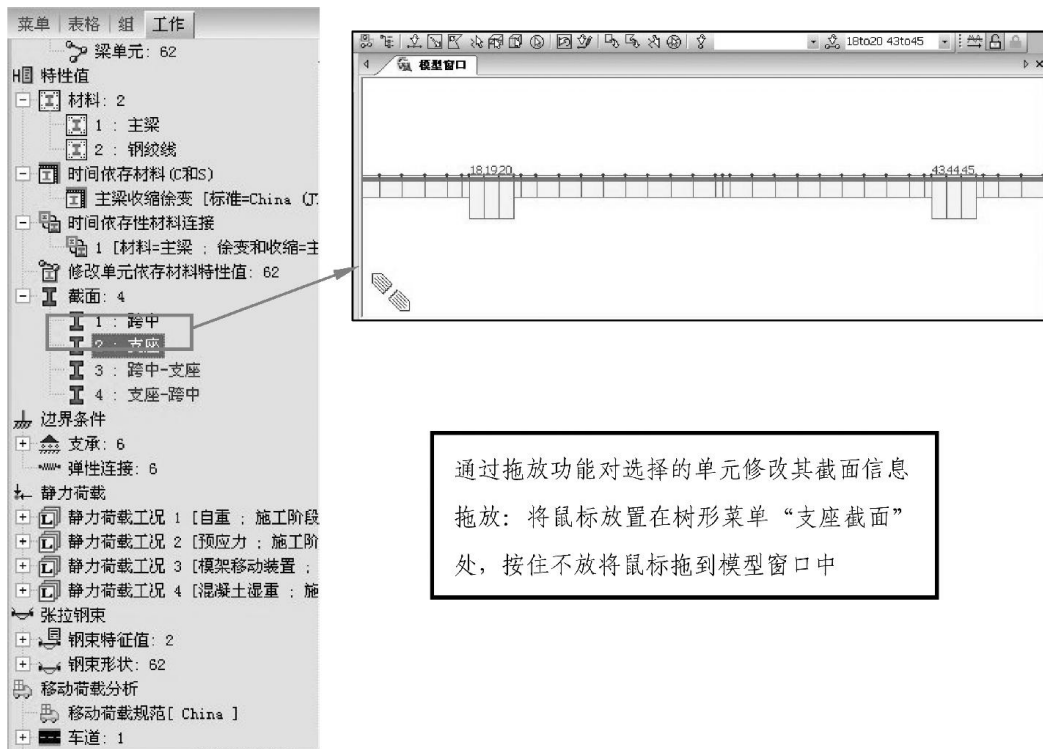 菜单 表格 组 工作
梁单元: 62
特性值
材料: 2
1 : 主梁
2 : 钢绞线
时间依存材料(C和S)
主梁收缩徐变 [标准=China (J
时间依存性材料连接
1 [材料=主梁 ; 徐变和收缩=主
修改单元依存材料特性值: 62
截面: 4
1 : 跨中
2 : 支座
3 : 跨中-支座
4 : 支座-跨中
边界条件
支承: 6
弹性连接: 6
静力荷载
静力荷载工况 1 [自重 ; 施工阶段
静力荷载工况 2 [预应力 ; 施工阶
静力荷载工况 3 [模架移动装置 ;
静力荷载工况 4 [混凝土湿重 ; 施
张拉钢束
钢束特征值: 2
钢束形状: 62
移动荷载分析
移动荷载规范[ China ]
车道: 1
18to20 43to45
模型窗口
181920
434445
通过拖放功能对选择的单元修改其截面信息
拖放：将鼠标放置在树形菜单“支座截面”
处，按住不放将鼠标拖到模型窗口中